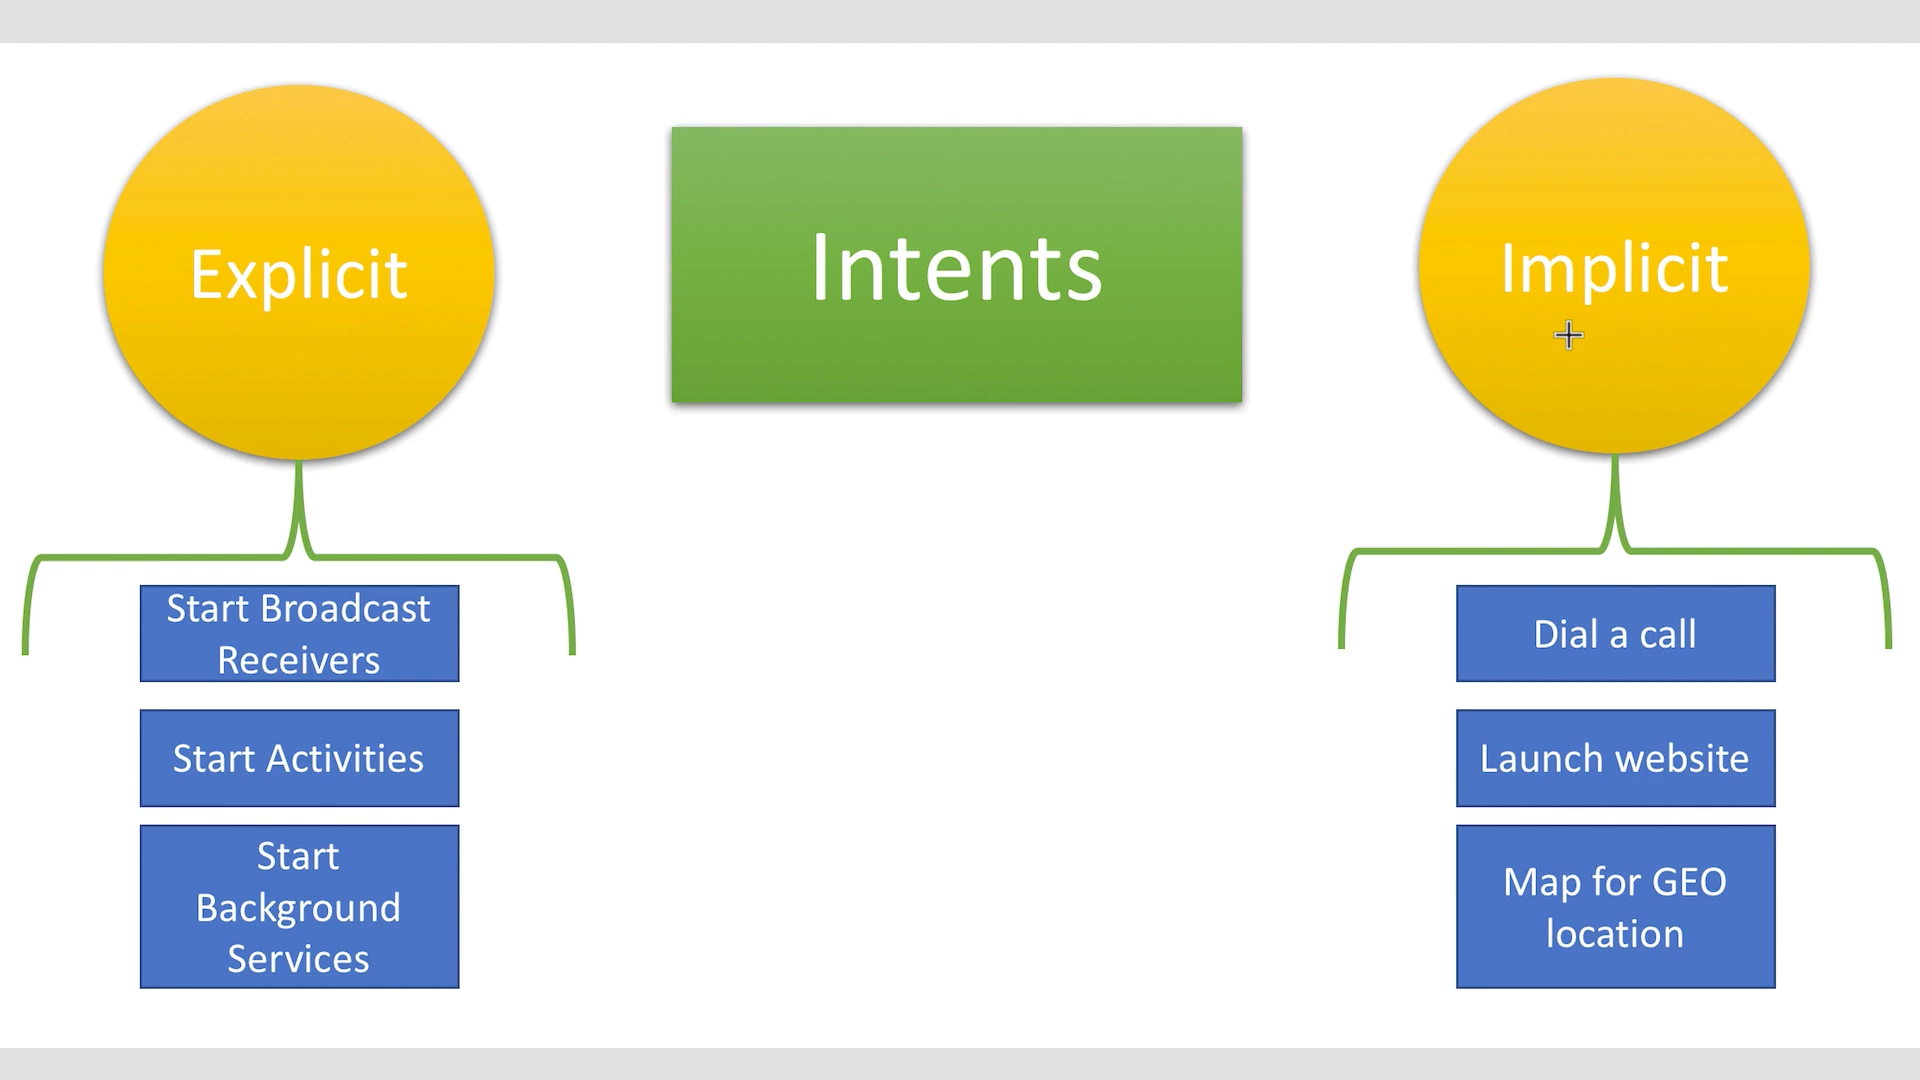 Explicit
Intents
Implicit
Start Broadcast
Receivers
Start Activities
Start
Background
Services
Dial a call
Launch website
Map for GEO
location